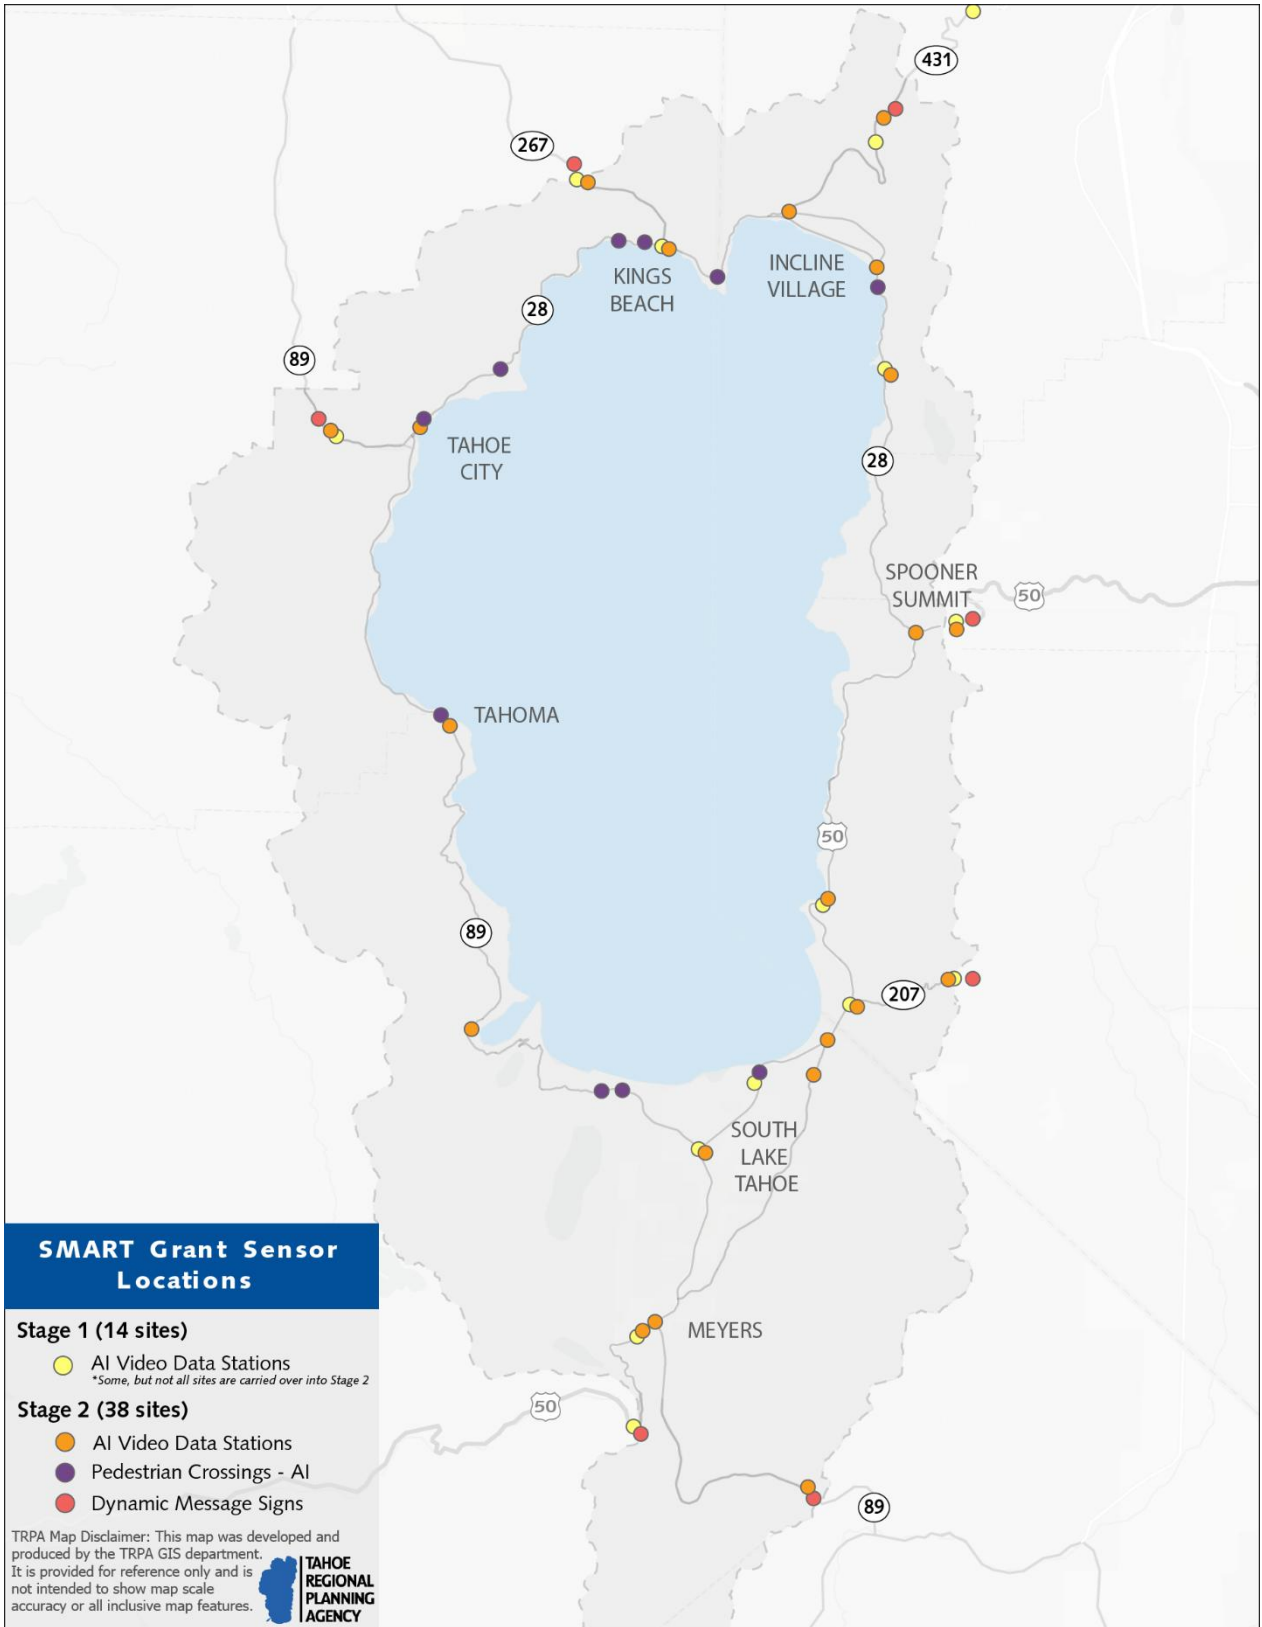 431
267
KINGS
BEACH
INCLINE
VILLAGE
28
89
TAHOE
CITY
28
SPOONER
SUMMIT
50
TAHOMA
50
89
207
SOUTH
LAKE
TAHOE
MEYERS
50
89
SMART Grant Sensor
Locations
Stage 1 (14 sites)
AI Video Data Stations
*Some, but not all sites are carried over into Stage 2
Stage 2 (38 sites)
AI Video Data Stations
Pedestrian Crossings - AI
Dynamic Message Signs
TRPA Map Disclaimer: This map was developed and
produced by the TRPA GIS department.
It is provided for reference only and is
not intended to show map scale
accuracy or all inclusive map features.
TAHOE
REGIONAL
PLANNING
AGENCY